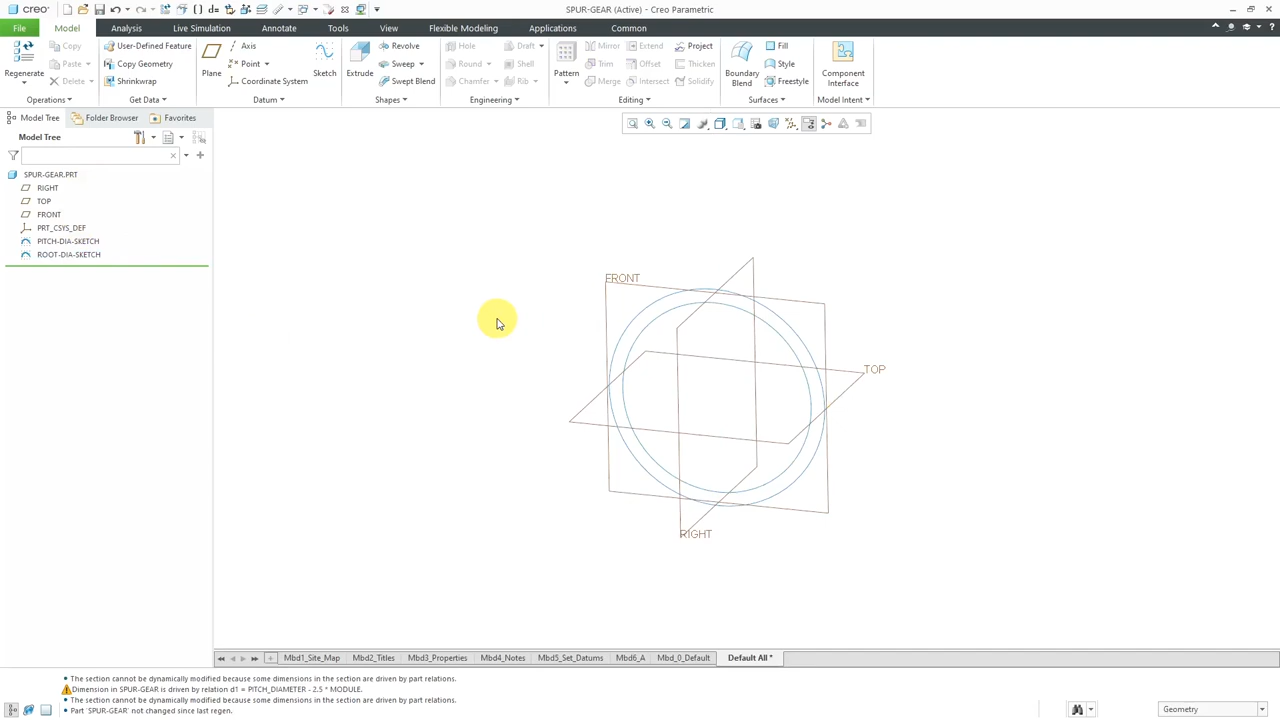 creo
d=
SPUR-GEAR (Active) - Creo Parametric
File
Model
Analysis
Live Simulation
Annotate
Tools
View
Flexible Modeling
Applications
Common
Regenerate
Copy
Paste
Delete
User-Defined Feature
Copy Geometry
Shrinkwrap
Plane
Axis
Point
Coordinate System
Sketch
Extrude
Revolve
Sweep
Swept Blend
Hole
Round
Chamfer
Draft
Shell
Rib
Pattern
Mirror
Trim
Merge
Extend
Offset
Intersect
Project
Thicken
Solidify
Boundary
Blend
Fill
Style
Freestyle
Component
Interface
Operations
Get Data
Datum
Shapes
Engineering
Editing
Surfaces
Model Intent
Model Tree
Folder Browser
Favorites
Model Tree
SPUR-GEAR.PRT
RIGHT
TOP
FRONT
PRT_CSYS_DEF
PITCH-DIA-SKETCH
ROOT-DIA-SKETCH
FRONT
TOP
RIGHT
Mbd1_Site_Map
Mbd2_Titles
Mbd3_Properties
Mbd4_Notes
Mbd5_Set_Datums
Mbd6_A
Mbd_0_Default
Default All *
• The section cannot be dynamically modified because some dimensions in the section are driven by part relations.
Dimension in SPUR-GEAR is driven by relation d1 = PITCH_DIAMETER - 2.5 * MODULE.
• The section cannot be dynamically modified because some dimensions in the section are driven by part relations.
• Part 'SPUR-GEAR' not changed since last regen.
Geometry